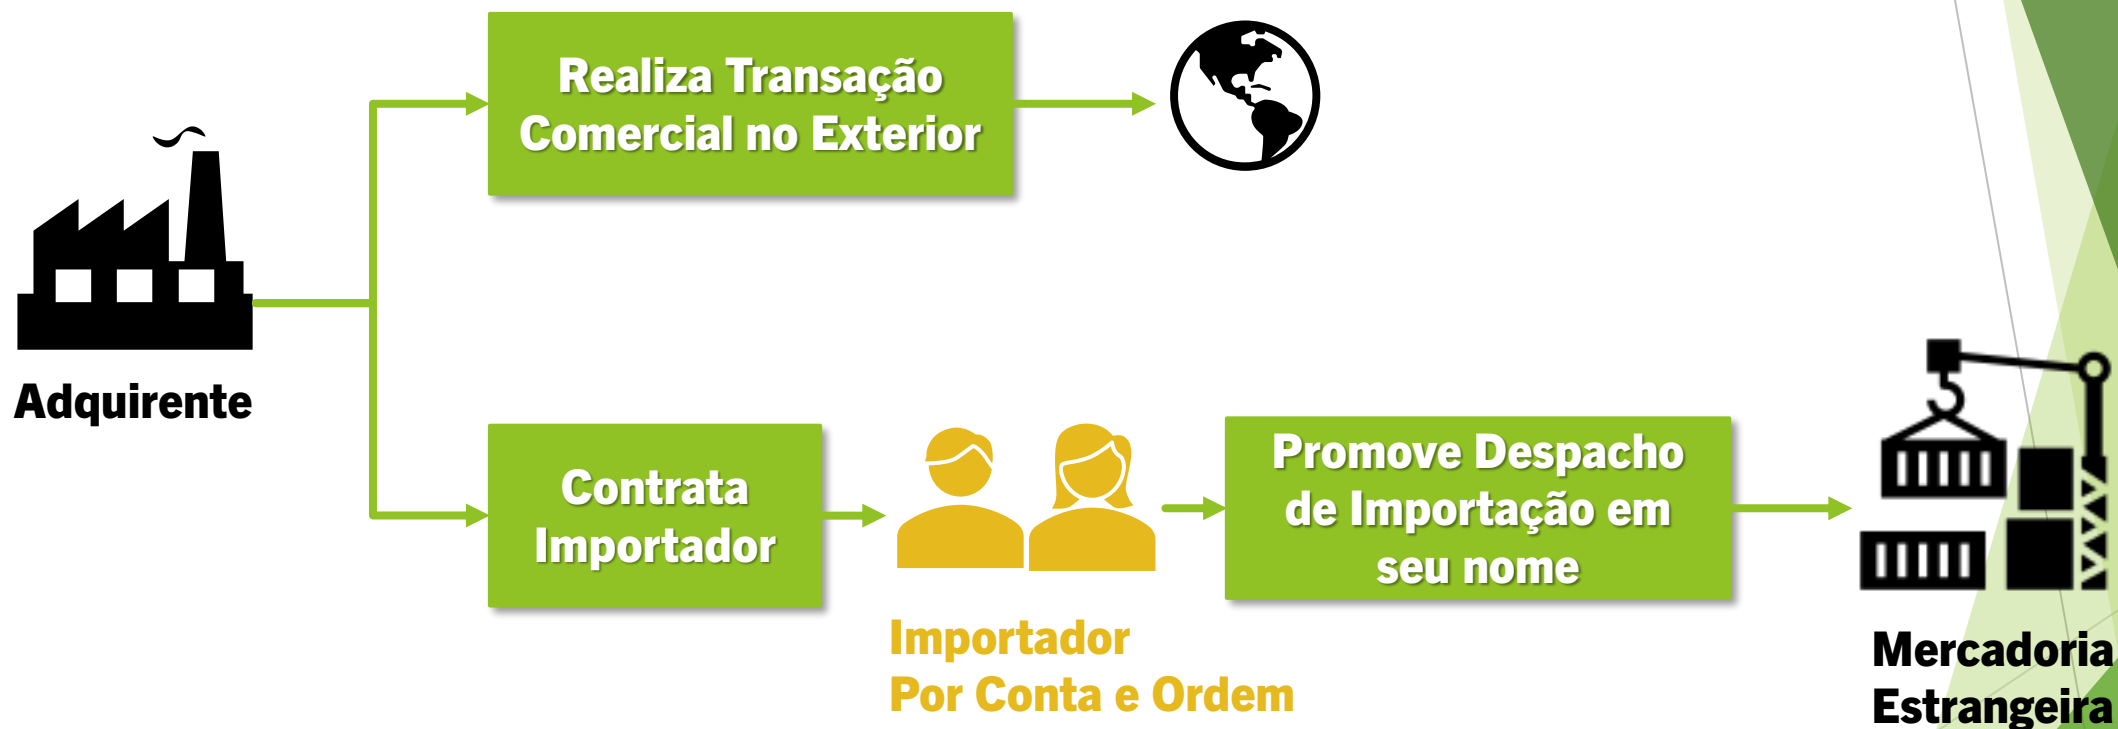 Realiza Transação
Comercial no Exterior
Adquirente
Contrata
Importador
Importador
Por Conta e Ordem
Promove Despacho
de Importação em
seu nome
Mercadoria
Estrangeira